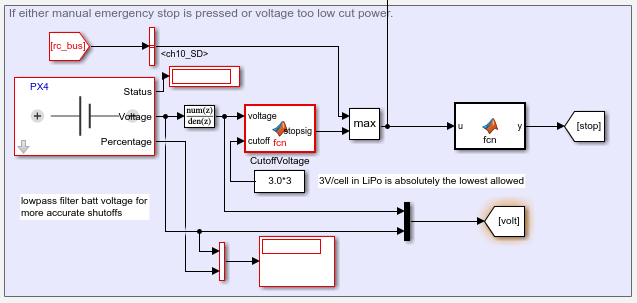 If either manual emergency stop is pressed or voltage too low cut power.
[rc_bus]
<ch10_SD>
PX4
Status
Voltage
Percentage
num(z)
den(z)
voltage
cutoff
stopsig
fcn
max
u
y
fcn
[stop]
CutoffVoltage
3.0*3
3V/cell in LiPo is absolutely the lowest allowed
lowpass filter batt voltage for
more accurate shutoffs
[volt]